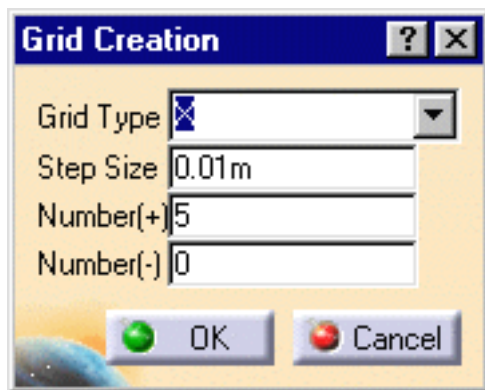 Grid Creation
Grid Type X
Step Size 0.01m
Number(+) 5
Number(-) 0
OK Cancel